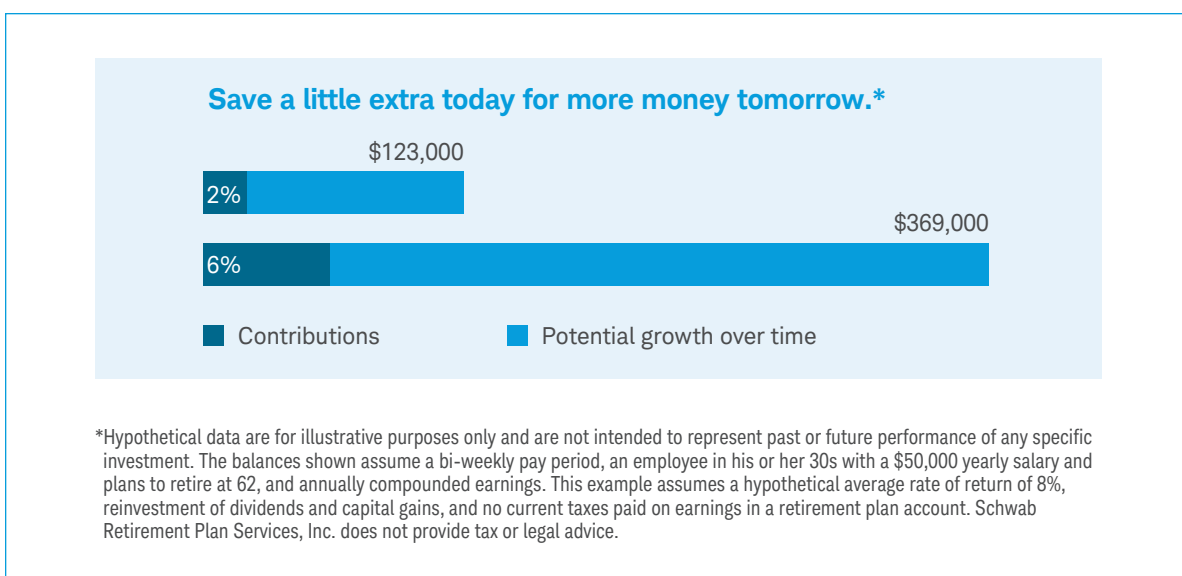 Save a little extra today for more money tomorrow.*
$123,000
2%
$369,000
6%
Contributions
Potential growth over time
*Hypothetical data are for illustrative purposes only and are not intended to represent past or future performance of any specific
investment. The balances shown assume a bi-weekly pay period, an employee in his or her 30s with a $50,000 yearly salary and
plans to retire at 62, and annually compounded earnings. This example assumes a hypothetical average rate of return of 8%,
reinvestment of dividends and capital gains, and no current taxes paid on earnings in a retirement plan account. Schwab
Retirement Plan Services, Inc. does not provide tax or legal advice.